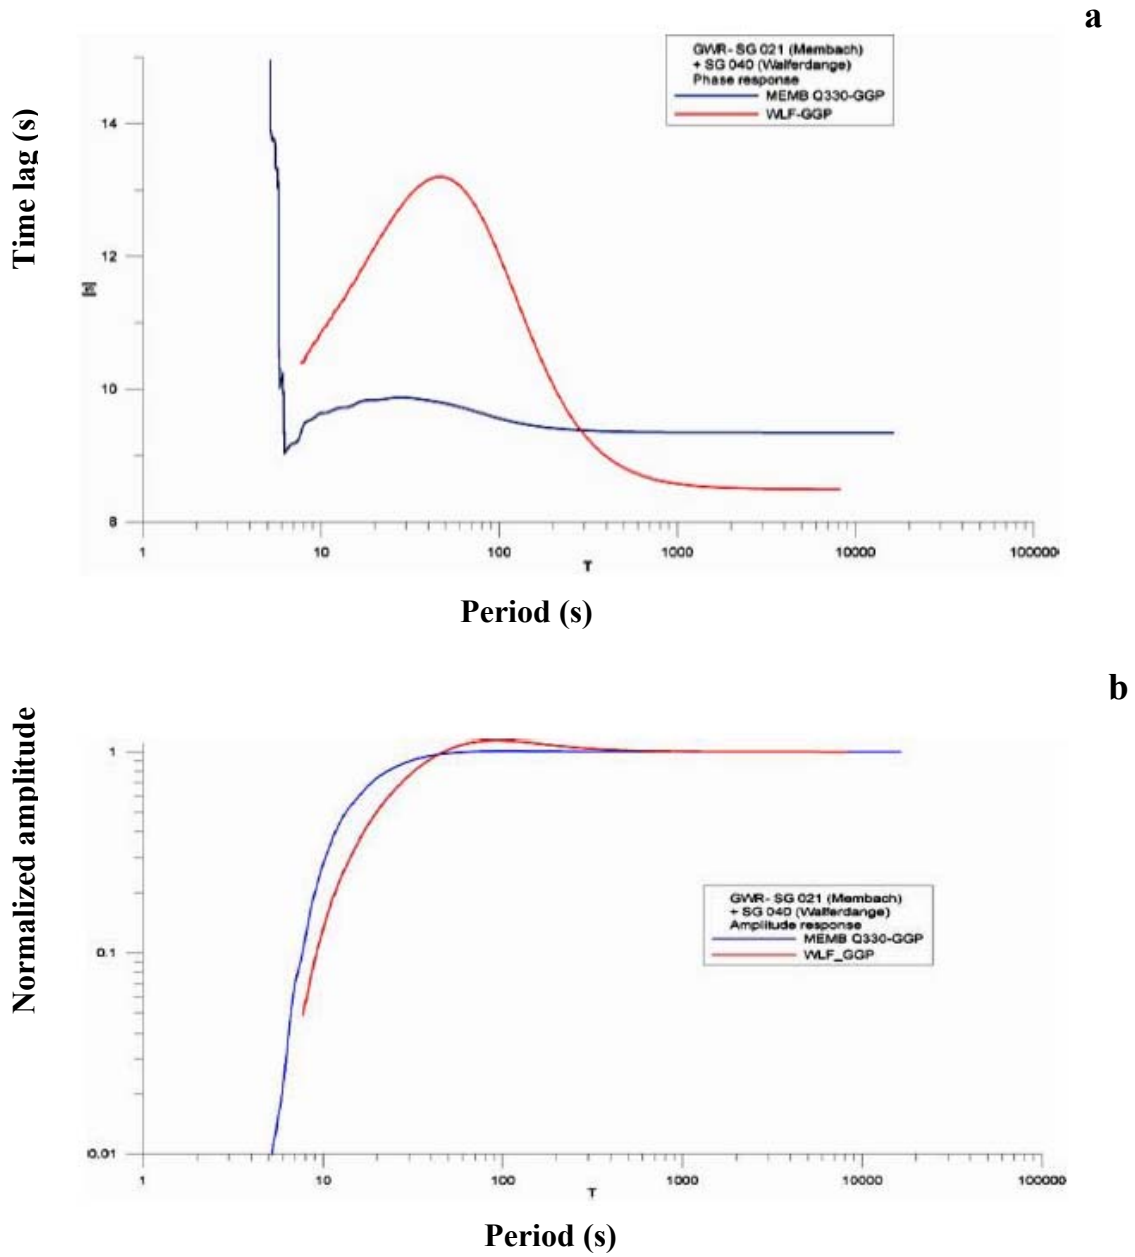 a
GWR- SG 021 (Membach)
+ SG 040 (Walferdange)
Phase response
MEMB Q330-GGP
WLF-GGP
Time lag (s)
[s]
14
12
10
8
1
10
100
1000
10000
100000
T
Period (s)
b
Normalized amplitude
1
0.1
0.01
GWR- SG 021 (Membach)
+ SG 040 (Walferdange)
Amplitude response
MEMB Q330-GGP
WLF_GGP
1
10
100
1000
10000
100000
T
Period (s)